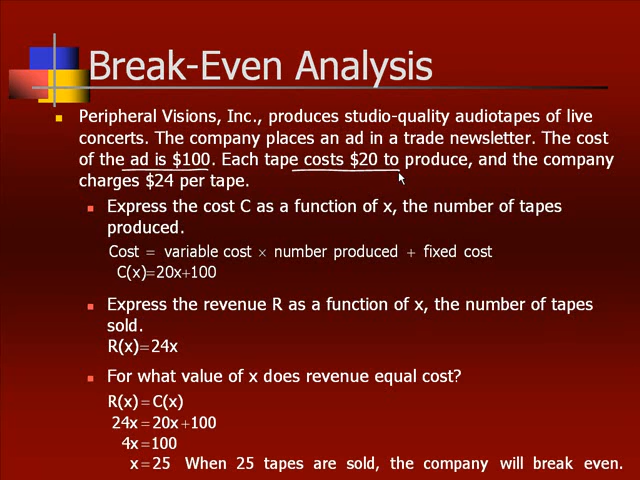 Break-Even Analysis
Peripheral Visions, Inc., produces studio-quality audiotapes of live
concerts. The company places an ad in a trade newsletter. The cost
of the ad is $100. Each tape costs $20 to produce, and the company
charges $24 per tape.
Express the cost C as a function of x, the number of tapes
produced.
Cost = variable cost × number produced + fixed cost
C(x)=20x+100
Express the revenue R as a function of x, the number of tapes
sold.
R(x)=24x
For what value of x does revenue equal cost?
R(x)=C(x)
24x=20x+100
4x=100
x=25 When 25 tapes are sold, the company will break even.